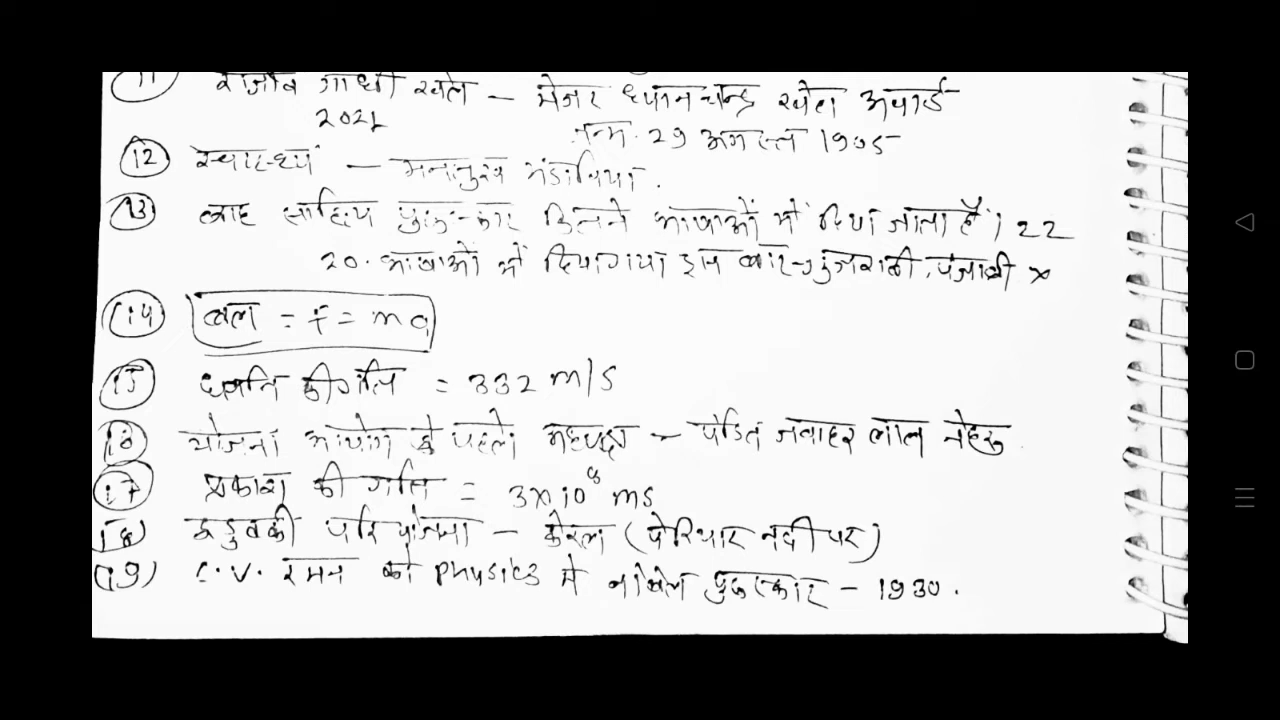 (11) राजीव गांधी खेल – मेजर ध्यानचन्द्र खेल अवार्ड
2021 जन्म. 29 अगस्त 1905
(12) स्वास्थ्य – मनसुख मंडाविया.
(13) बाल साहित्य पुरुस्कार कितने भाषाओं में दिया जाता है। 22
20. भाषाओं में दिया गया इस बार → गुजराती, पंजाबी ×
(14) बल = f = ma
(15) ध्वनि की गति = 332 m/s
(16) योजना आयोग के पहले अध्यक्ष – पंडित जवाहर लाल नेहरू
(17) प्रकाश की गति = 3×10⁸ ms
(18) इडुक्की परियोजना – केरल (पेरियार नदी पर)
(19) C.V. रमन को physics में नोबेल पुरुस्कार – 1930.